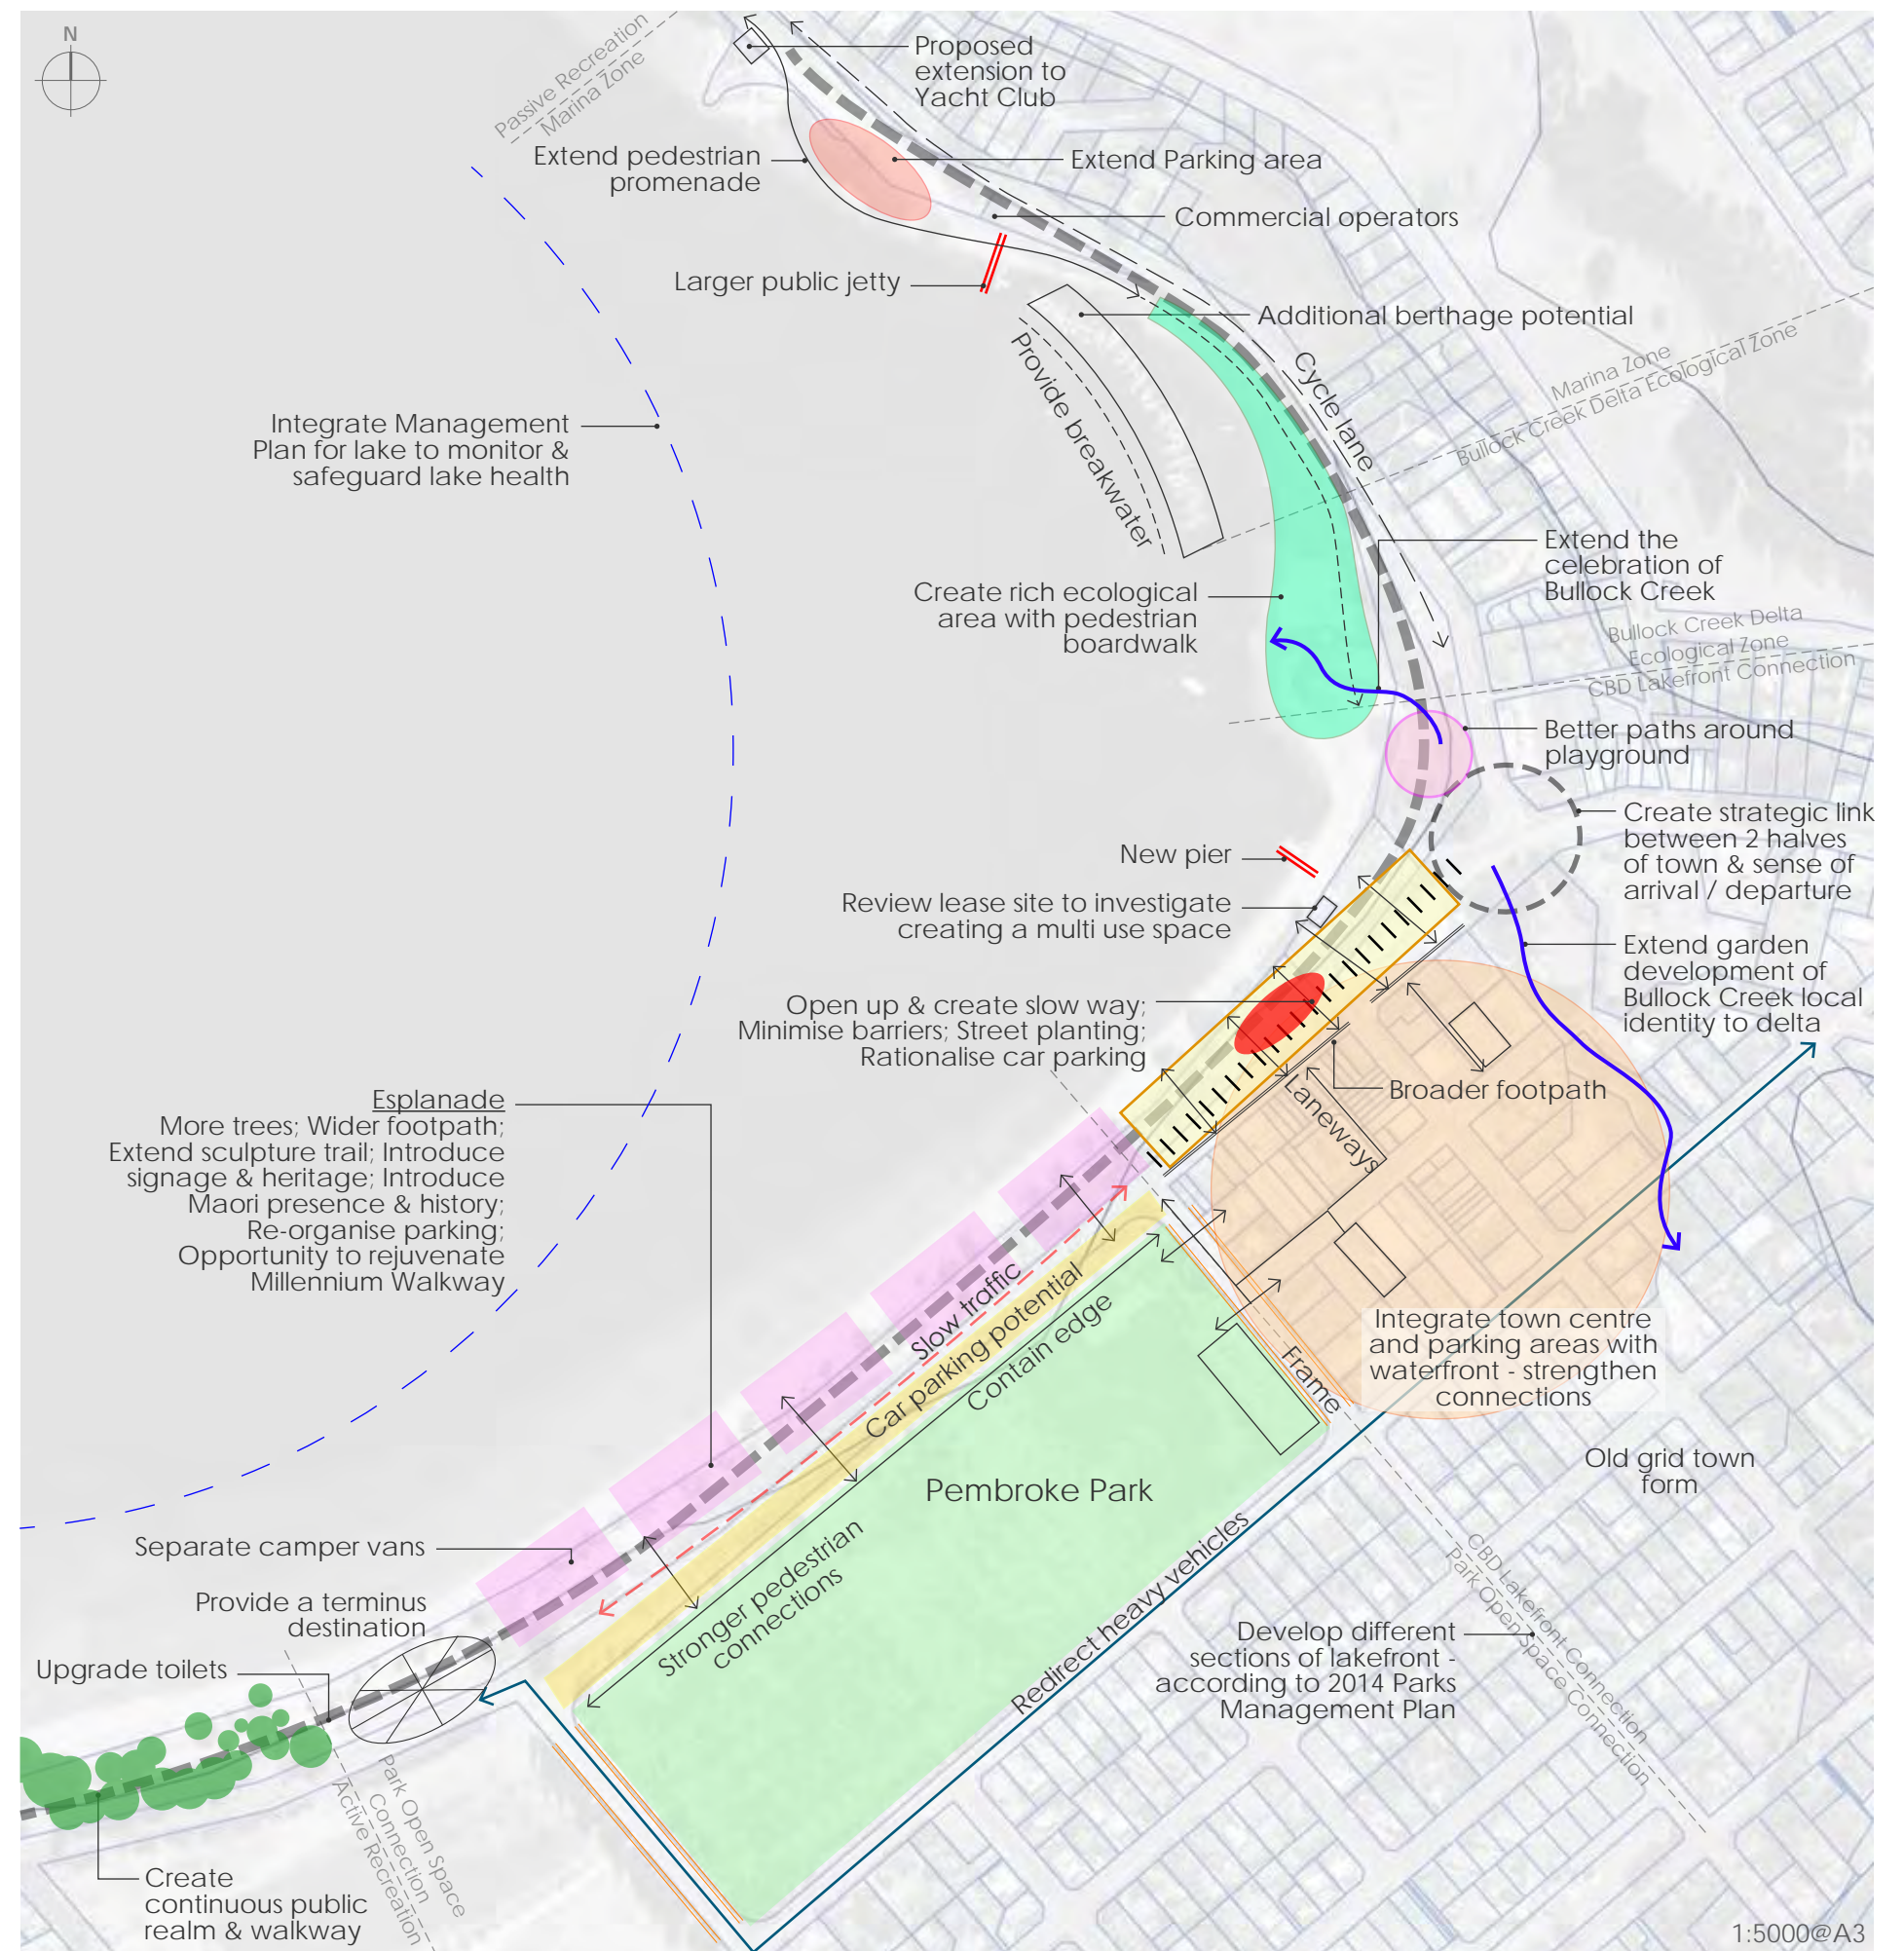 N
Passive Recreation
Marina Zone
Proposed
extension to
Yacht Club
Extend pedestrian
promenade
Extend Parking area
Commercial operators
Larger public jetty
Additional berthage potential
Provide breakwater
Cycle lane
Marina Zone
Bullock Creek Delta Ecological Zone
Integrate Management
Plan for lake to monitor &
safeguard lake health
Extend the
celebration of
Bullock Creek
Create rich ecological
area with pedestrian
boardwalk
Bullock Creek Delta
Ecological Zone
CBD Lakefront Connection
Better paths around
playground
Create strategic link
between 2 halves
of town & sense of
arrival / departure
New pier
Review lease site to investigate
creating a multi use space
Extend garden
development of
Bullock Creek local
identity to delta
Open up & create slow way;
Minimise barriers; Street planting;
Rationalise car parking
Broader footpath
Laneways
Esplanade
More trees; Wider footpath;
Extend sculpture trail; Introduce
signage & heritage; Introduce
Maori presence & history;
Re-organise parking;
Opportunity to rejuvenate
Millennium Walkway
Slow traffic
Car parking potential
Contain edge
Frame
Integrate town centre
and parking areas with
waterfront - strengthen
connections
Old grid town
form
Pembroke Park
Separate camper vans
Stronger pedestrian
connections
Redirect heavy vehicles
CBD Lakefront Connection
Park Open Space Connection
Provide a terminus
destination
Upgrade toilets
Develop different
sections of lakefront -
according to 2014 Parks
Management Plan
Park Open Space
Connection
Active Recreation
Create
continuous public
realm & walkway
1:5000@A3